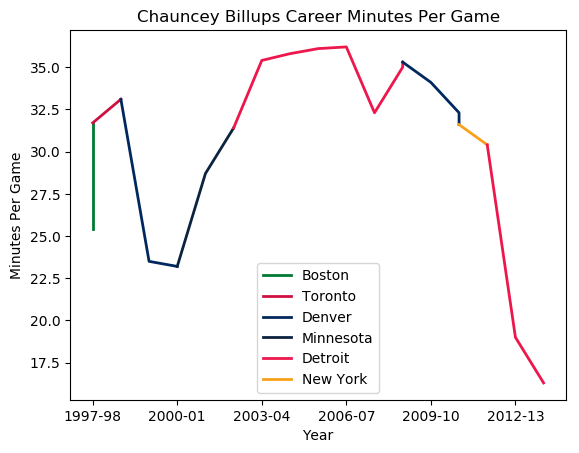 Chauncey Billups Career Minutes Per Game
Minutes Per Game
35.0
32.5
30.0
27.5
25.0
22.5
20.0
17.5
Boston
Toronto
Denver
Minnesota
Detroit
New York
1997-98 2000-01 2003-04 2006-07 2009-10 2012-13
Year